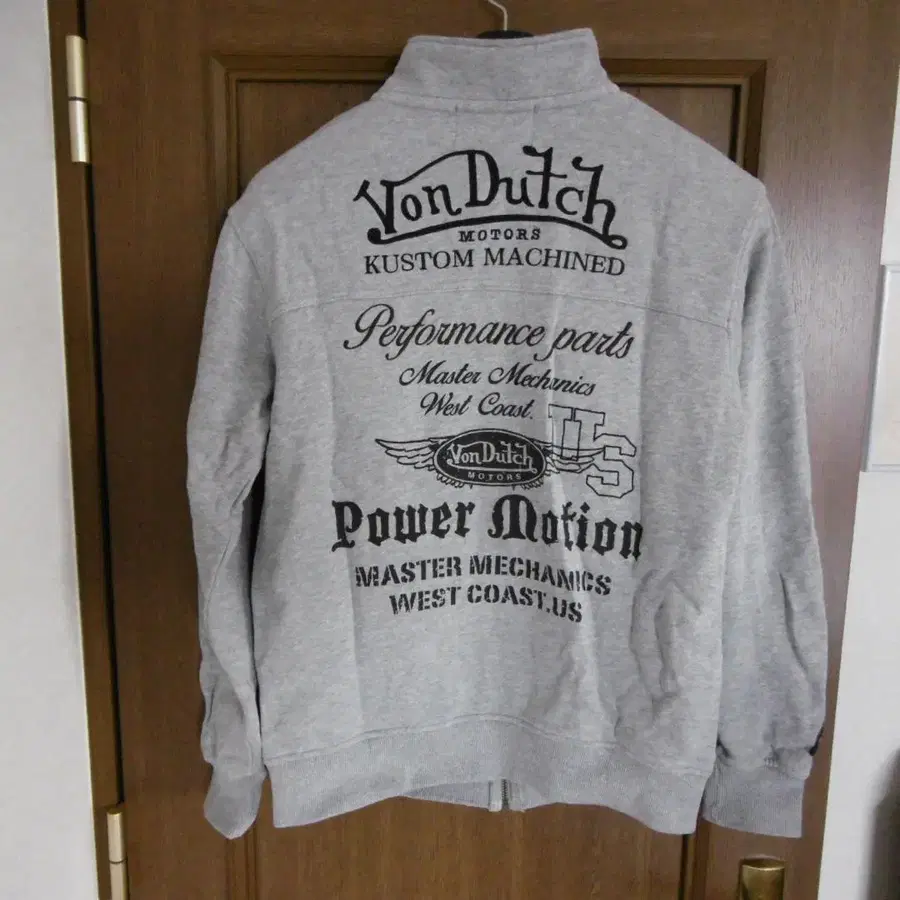 Von Dutch
MOTORS
KUSTOM MACHINED
Performance parts
Master Mechanics
West Coast.
US
Von Dutch
MOTORS
Power Motion
MASTER MECHANICS
WEST COAST.US